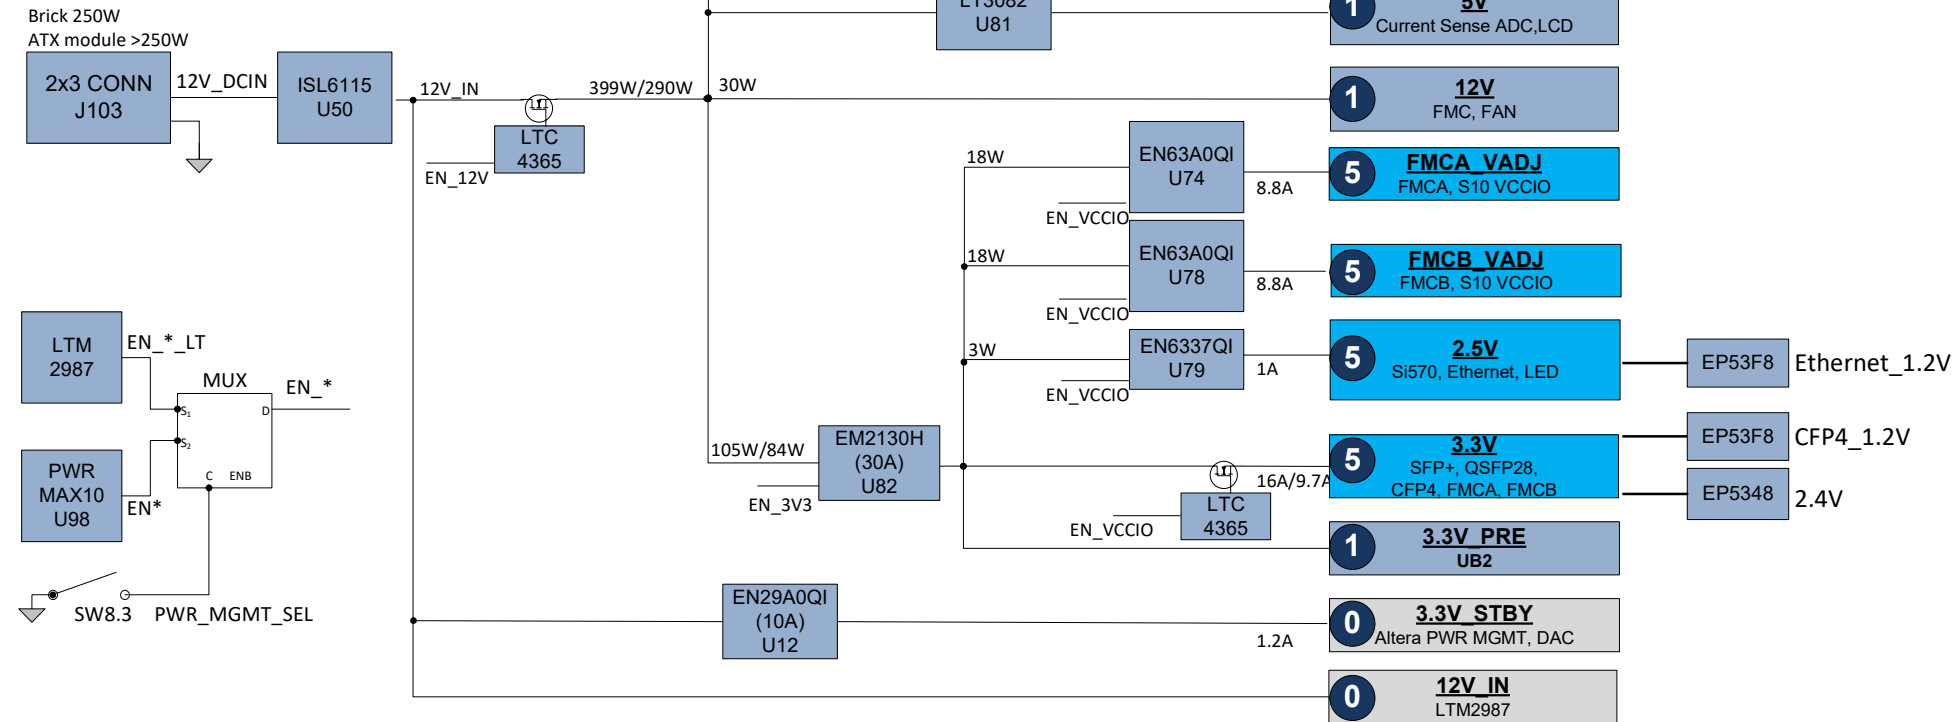 Brick 250W
ATX module >250W
2x3 CONN
J103
12V_DCIN
ISL6115
U50
12V_IN
LTC
4365
EN_12V
399W/290W
30W
LT3082
U81
1
5V
Current Sense ADC,LCD
1
12V
FMC, FAN
18W
EN63A0QI
U74
EN_VCCIO
8.8A
5
FMCA_VADJ
FMCA, S10 VCCIO
18W
EN63A0QI
U78
EN_VCCIO
8.8A
5
FMCB_VADJ
FMCB, S10 VCCIO
3W
EN6337QI
U79
EN_VCCIO
1A
5
2.5V
Si570, Ethernet, LED
EP53F8
Ethernet_1.2V
LTM
2987
EN_*_LT
MUX
S1
D
S2
C ENB
EN_*
PWR
MAX10
U98
EN*
SW8.3
PWR_MGMT_SEL
105W/84W
EM2130H
(30A)
U82
EN_3V3
LTC
4365
EN_VCCIO
16A/9.7A
5
3.3V
SFP+, QSFP28,
CFP4, FMCA, FMCB
EP53F8
CFP4_1.2V
EP5348
2.4V
1
3.3V_PRE
UB2
EN29A0QI
(10A)
U12
1.2A
0
3.3V_STBY
Altera PWR MGMT, DAC
0
12V_IN
LTM2987